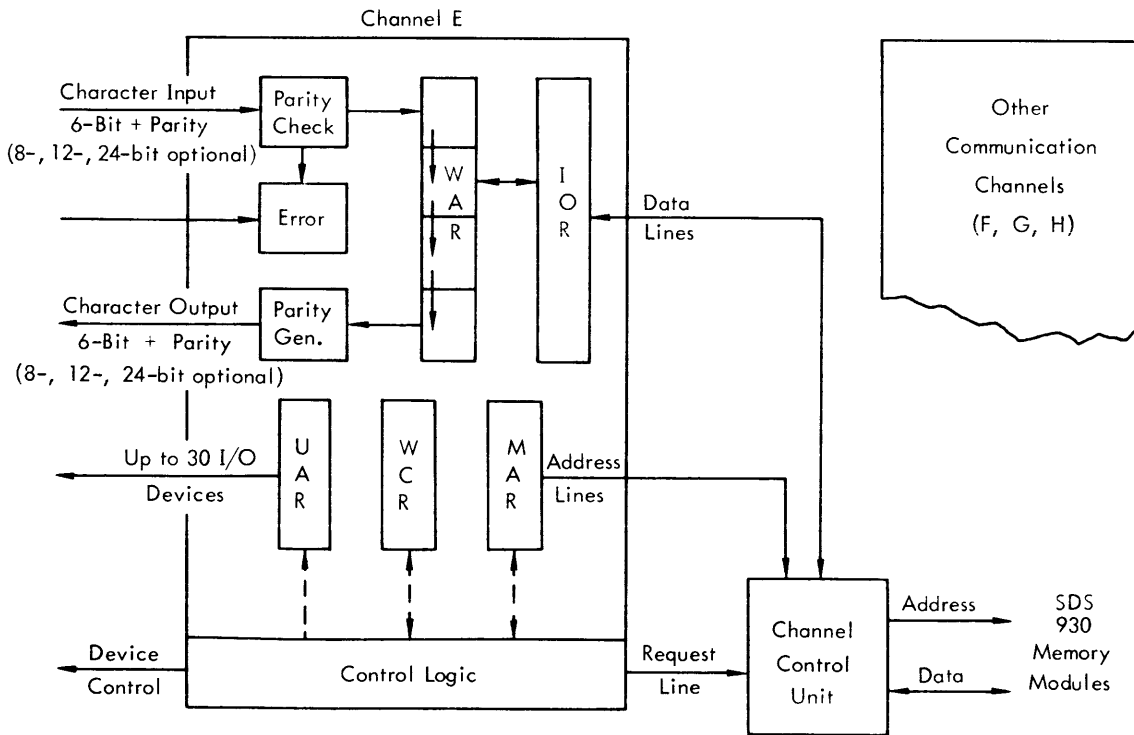 Channel E
Character Input
6-Bit + Parity
(8-, 12-, 24-bit optional)
Parity
Check
Error
W
A
R
I
O
R
Data
Lines
Other
Communication
Channels
(F, G, H)
Character Output
6-Bit + Parity
(8-, 12-, 24-bit optional)
Parity
Gen.
Up to 30 I/O
Devices
U
A
R
W
C
R
M
A
R
Address
Lines
Device
Control
Control Logic
Request
Line
Channel
Control
Unit
Address
Data
SDS
930
Memory
Modules